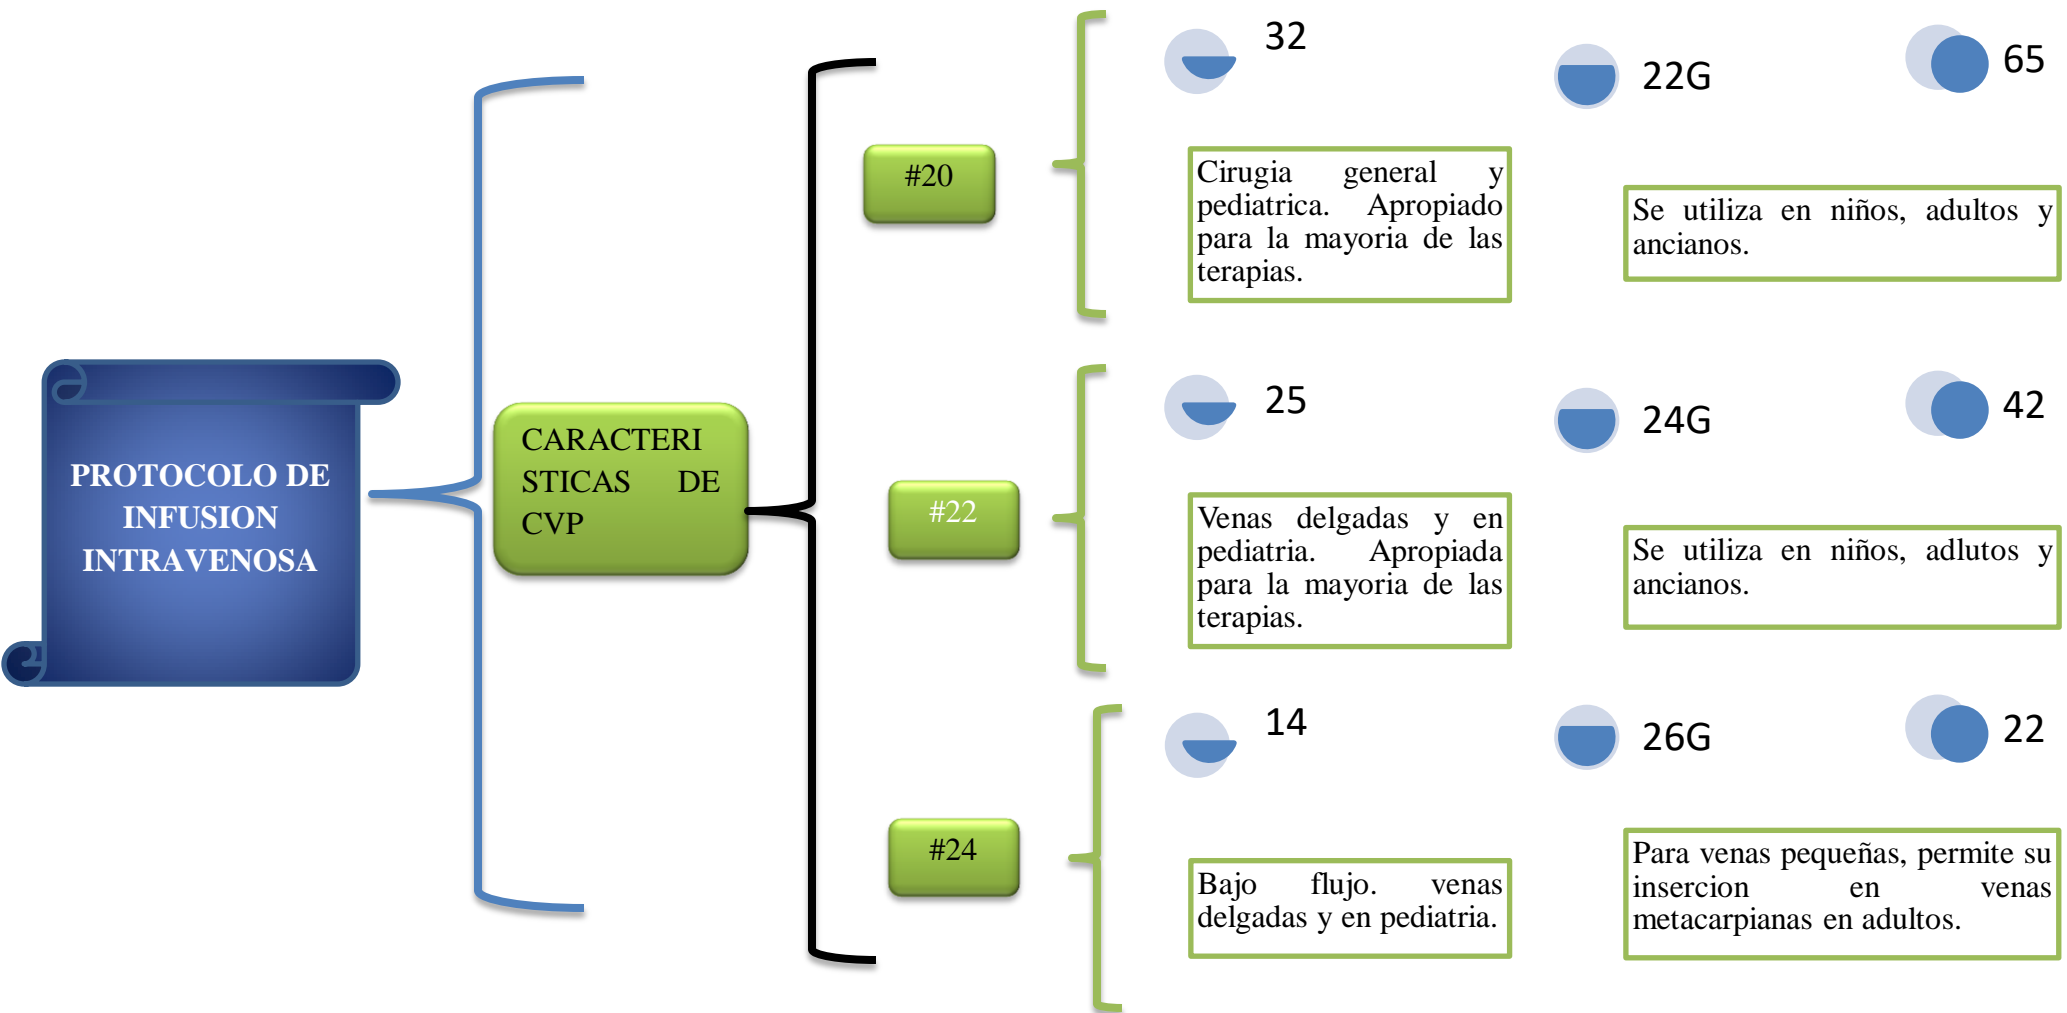 PROTOCOLO DE
INFUSION
INTRAVENOSA
CARACTERI
STICAS DE
CVP
#20
32
22G
65
Cirugia general y
pediatrica. Apropiado
para la mayoria de las
terapias.
Se utiliza en niños, adultos y
ancianos.
#22
25
24G
42
Venas delgadas y en
pediatria. Apropiada
para la mayoria de las
terapias.
Se utiliza en niños, adlutos y
ancianos.
#24
14
26G
22
Bajo flujo. venas
delgadas y en pediatria.
Para venas pequeñas, permite su
insercion en venas
metacarpianas en adultos.